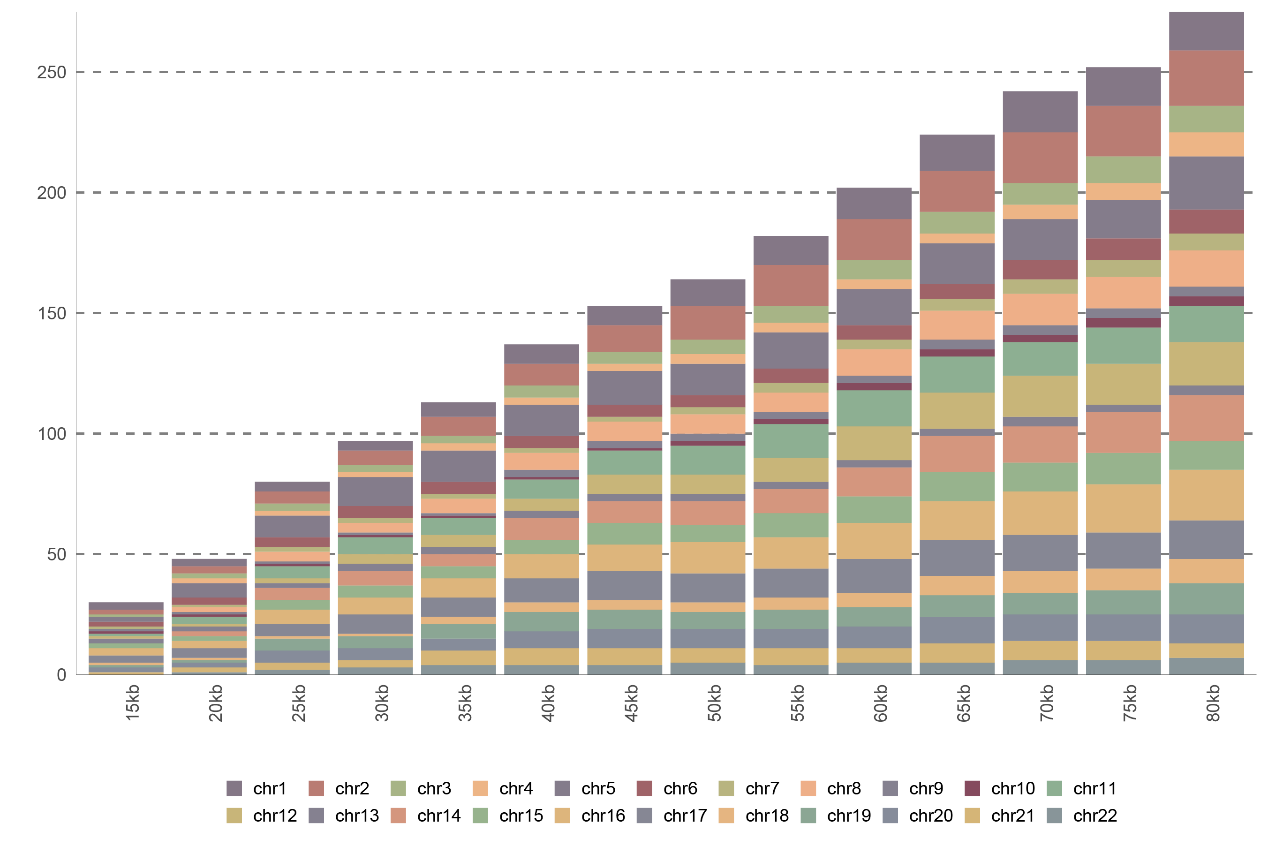 250
200
150
100
50
0
15kb 20kb 25kb 30kb 35kb 40kb 45kb 50kb 55kb 60kb 65kb 70kb 75kb 80kb
chr1 chr2 chr3 chr4 chr5 chr6 chr7 chr8 chr9 chr10 chr11
chr12 chr13 chr14 chr15 chr16 chr17 chr18 chr19 chr20 chr21 chr22